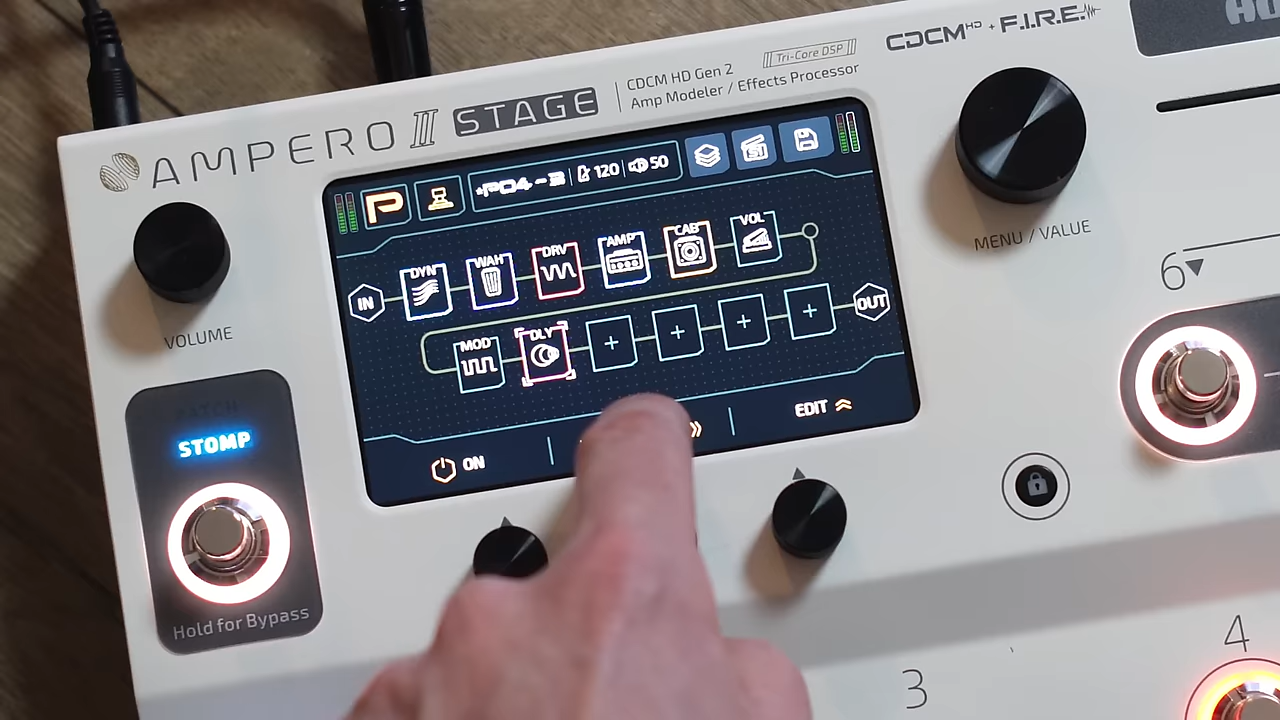 CDCM HD + F.I.R.E.
Tri-Core DSP
CDCM HD Gen 2
Amp Modeler / Effects Processor
AMPERO II STAGE
P
P04-3 120 50
VOLUME
MENU / VALUE
IN DYN WAH DRV AMP CAB VOL
MOD DLY + + + + OUT
ON
EDIT
PATCH
STOMP
Hold for Bypass
6
4
3